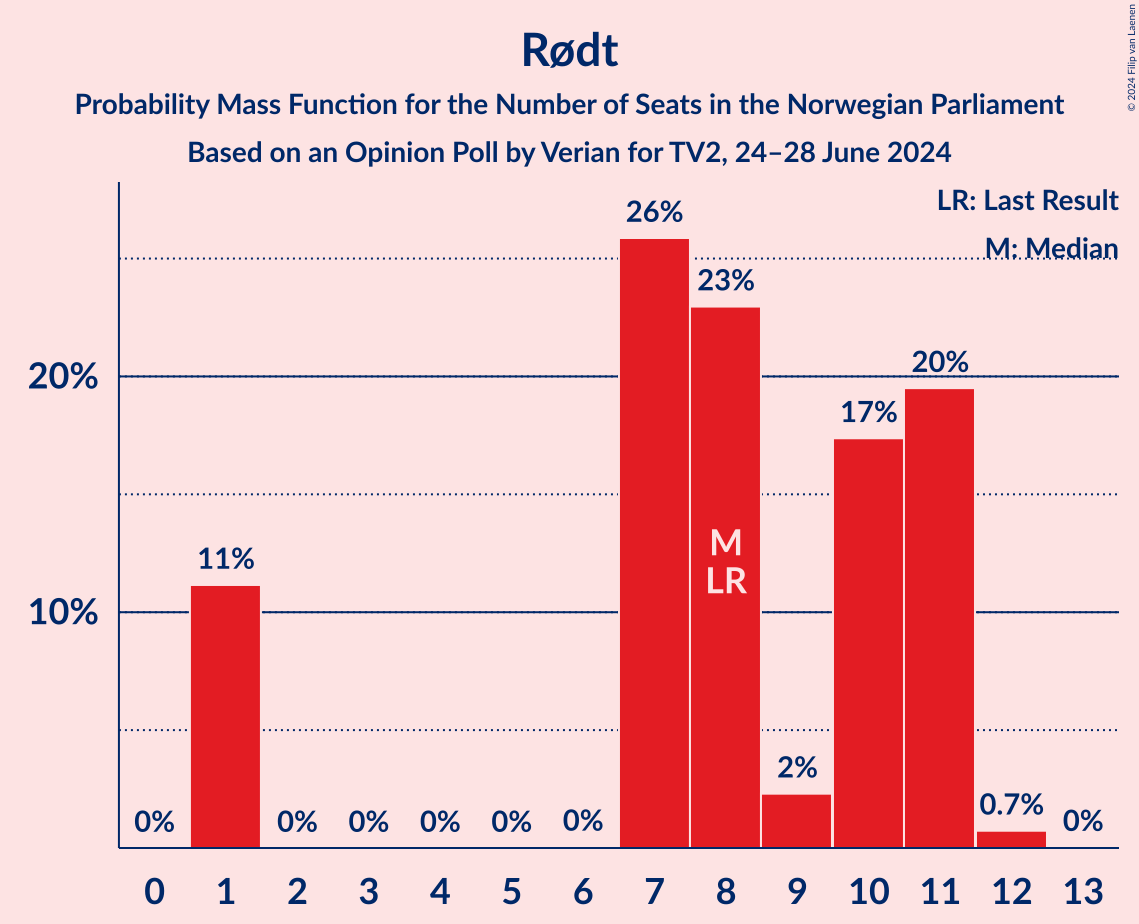 Rødt
Probability Mass Function for the Number of Seats in the Norwegian Parliament
Based on an Opinion Poll by Verian for TV2, 24–28 June 2024
© 2024 Filip van Laenen
LR: Last Result
M: Median
20%
10%
0%
11%
0%
0%
0%
0%
0%
26%
23%
2%
17%
20%
0.7%
0%
M
LR
0 1 2 3 4 5 6 7 8 9 10 11 12 13